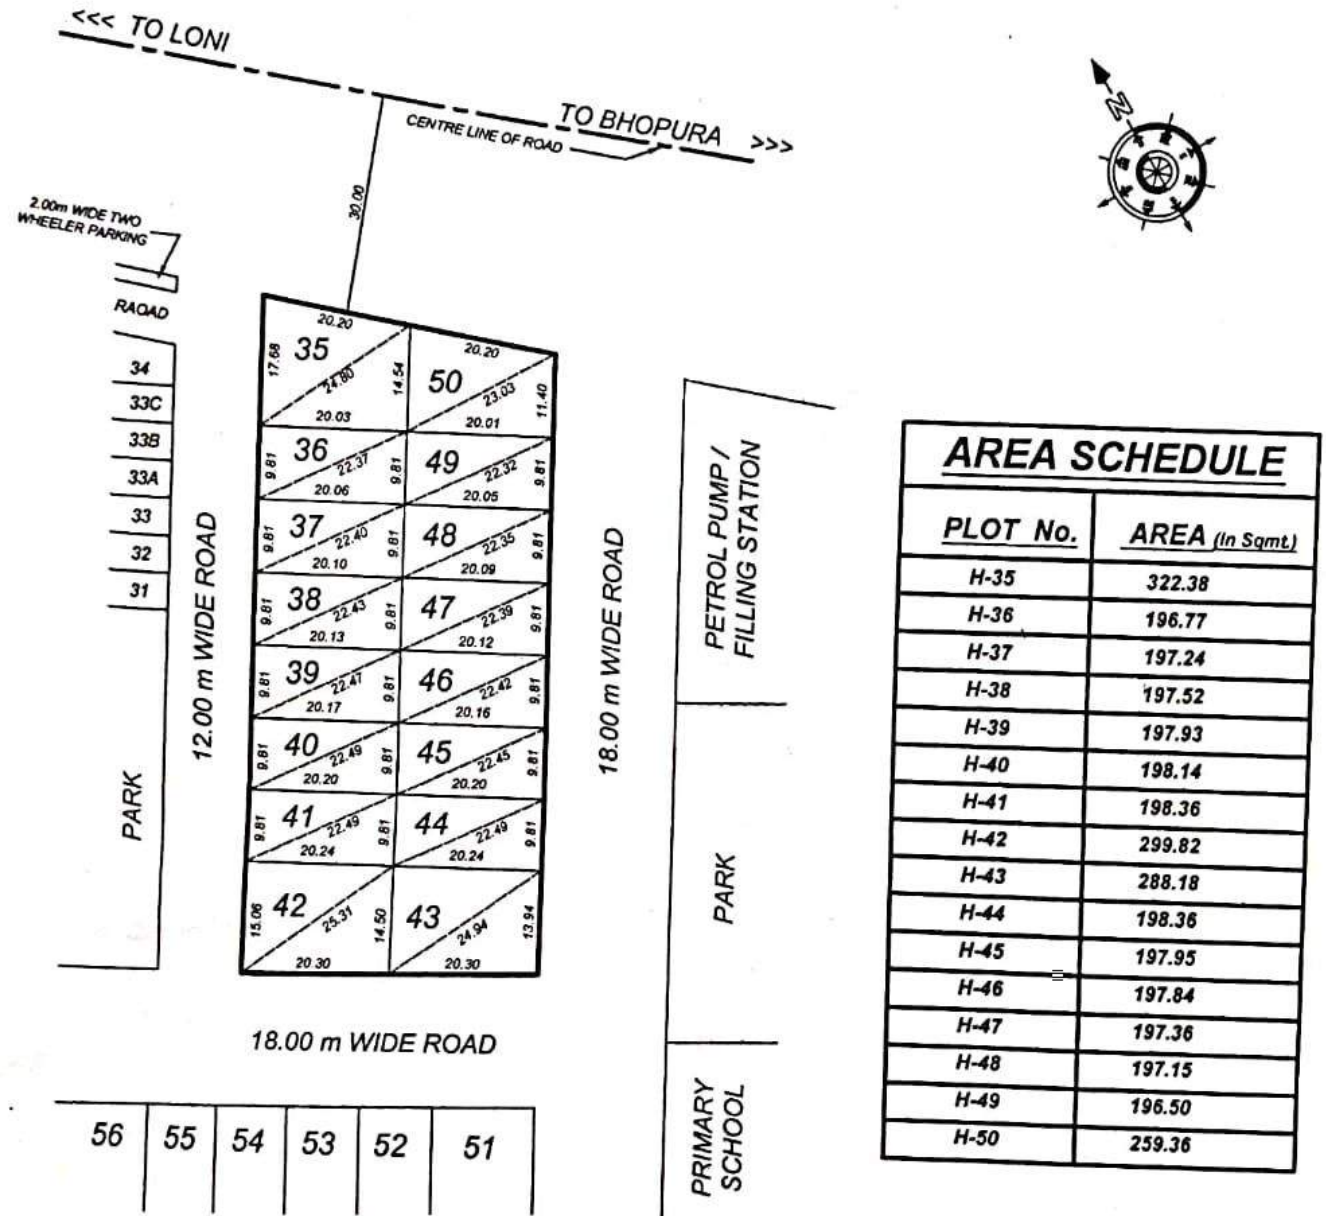 <<< TO LONI
TO BHOPURA >>>
CENTRE LINE OF ROAD
N
30.00
2.00m WIDE TWO
WHEELER PARKING
RAOAD
34
33C
33B
33A
33
32
31
PARK
12.00 m WIDE ROAD
20.20
35
17.68
24.80
14.54
20.03
20.20
50
23.03
11.40
20.01
36
9.81
22.37
9.81
20.06
49
22.32
9.81
20.05
37
9.81
22.40
9.81
20.10
48
22.35
9.81
20.09
38
9.81
22.43
9.81
20.13
47
22.39
9.81
20.12
39
9.81
22.47
9.81
20.17
46
22.42
9.81
20.16
40
9.81
22.49
9.81
20.20
45
22.45
9.81
20.20
41
9.81
22.49
9.81
20.24
44
22.49
9.81
20.24
42
15.06
25.31
14.50
20.30
43
24.94
13.94
20.30
18.00 m WIDE ROAD
PETROL PUMP /
FILLING STATION
PARK
PRIMARY
SCHOOL
18.00 m WIDE ROAD
56 55 54 53 52 51
AREA SCHEDULE
PLOT No. AREA (In Sqmt.)
H-35 322.38
H-36 196.77
H-37 197.24
H-38 197.52
H-39 197.93
H-40 198.14
H-41 198.36
H-42 299.82
H-43 288.18
H-44 198.36
H-45 197.95
H-46 197.84
H-47 197.36
H-48 197.15
H-49 196.50
H-50 259.36